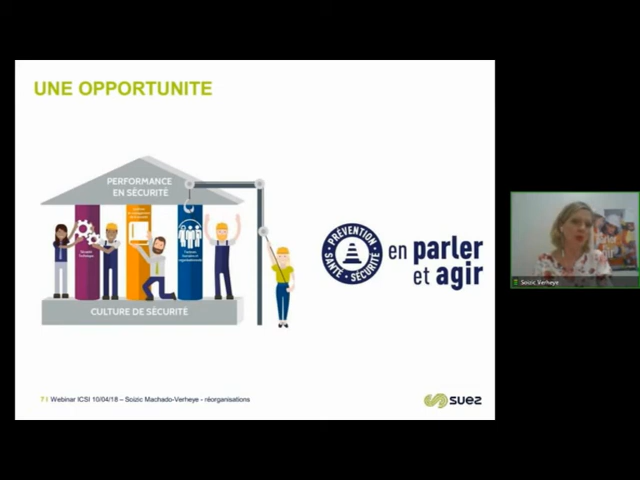 UNE OPPORTUNITE
PERFORMANCE
EN SÉCURITÉ
CULTURE DE SÉCURITÉ
PRÉVENTION
SANTÉ • SÉCURITÉ
en parler
et agir
7 I Webinar ICSI 10/04/18 – Soizic Machado-Verheye - réorganisations
suez
Soizic Verheye